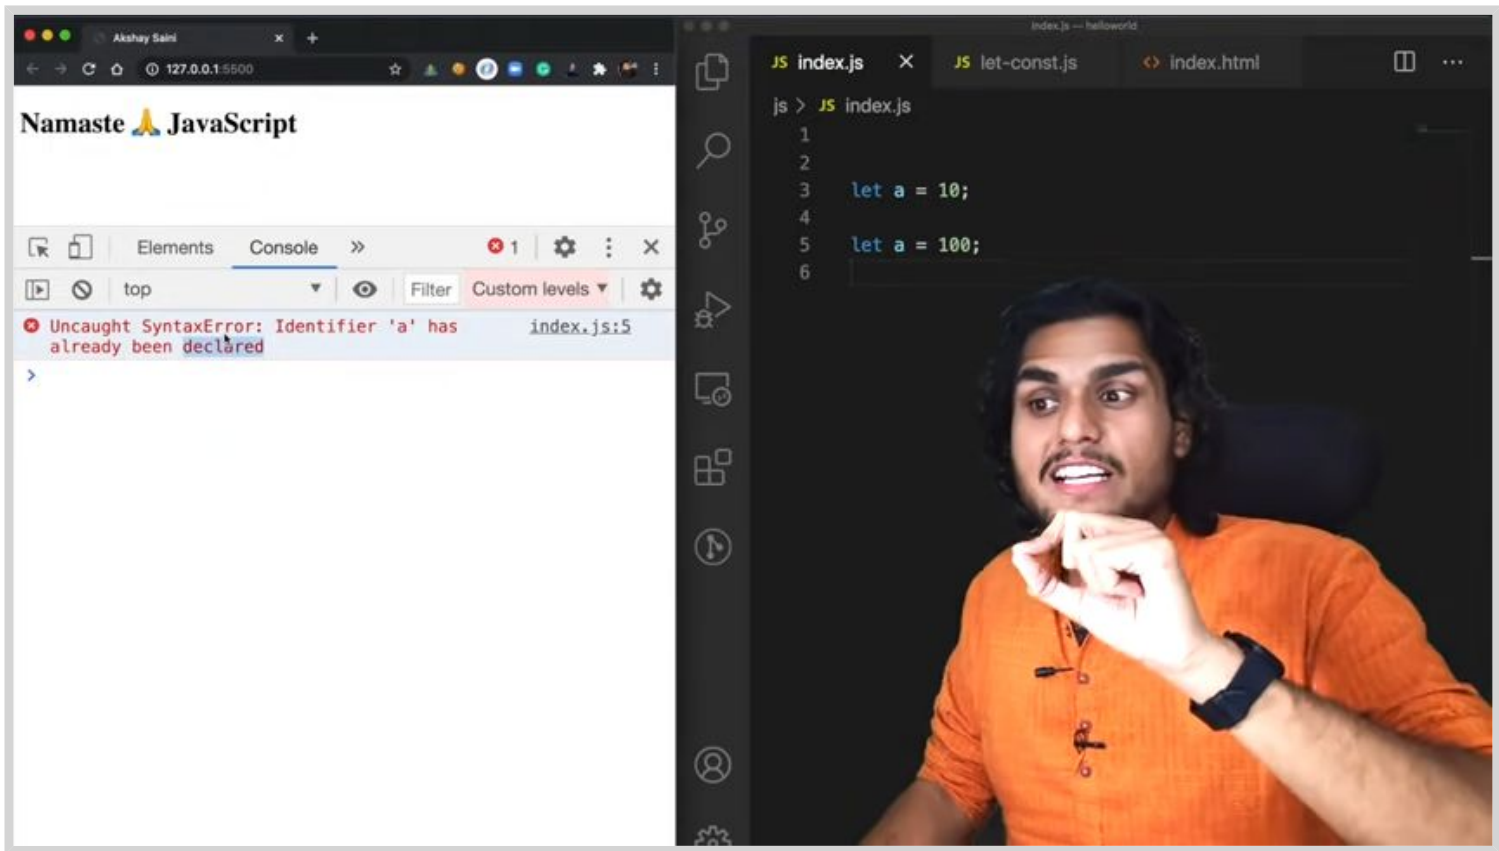 Akshay Saini
127.0.0.1:5500
Namaste 🙏 JavaScript
Elements Console 1
top Filter Custom levels
Uncaught SyntaxError: Identifier 'a' has index.js:5
already been declared
index.js — helloworld
JS index.js JS let-const.js index.html
js > JS index.js
1
2
3 let a = 10;
4
5 let a = 100;
6